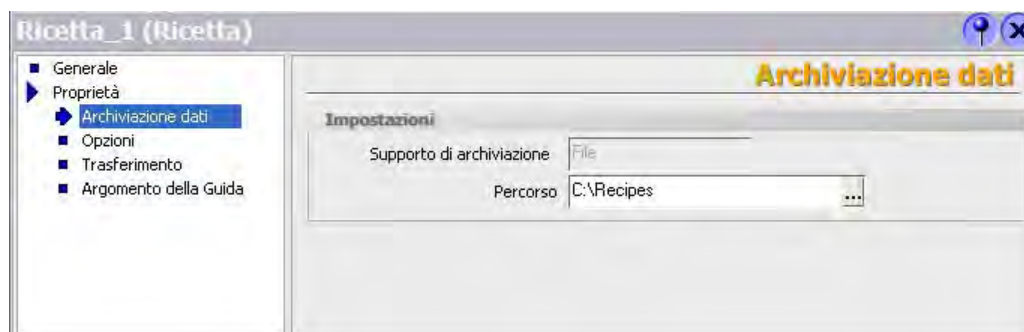 Ricetta_1 (Ricetta)
Generale
Proprietà
Archiviazione dati
Opzioni
Trasferimento
Argomento della Guida
Archiviazione dati
Impostazioni
Supporto di archiviazione File
Percorso C:\Recipes ...